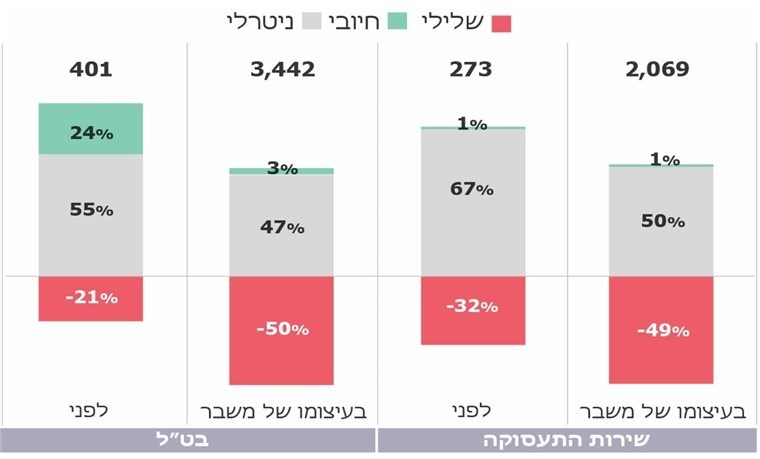 שלילי חיובי ניטרלי
401 3,442 273 2,069
24% 3% 1% 1%
55% 47% 67% 50%
-21% -50% -32% -49%
לפני בעיצומו של משבר לפני בעיצומו של משבר
בט"ל שירות התעסוקה